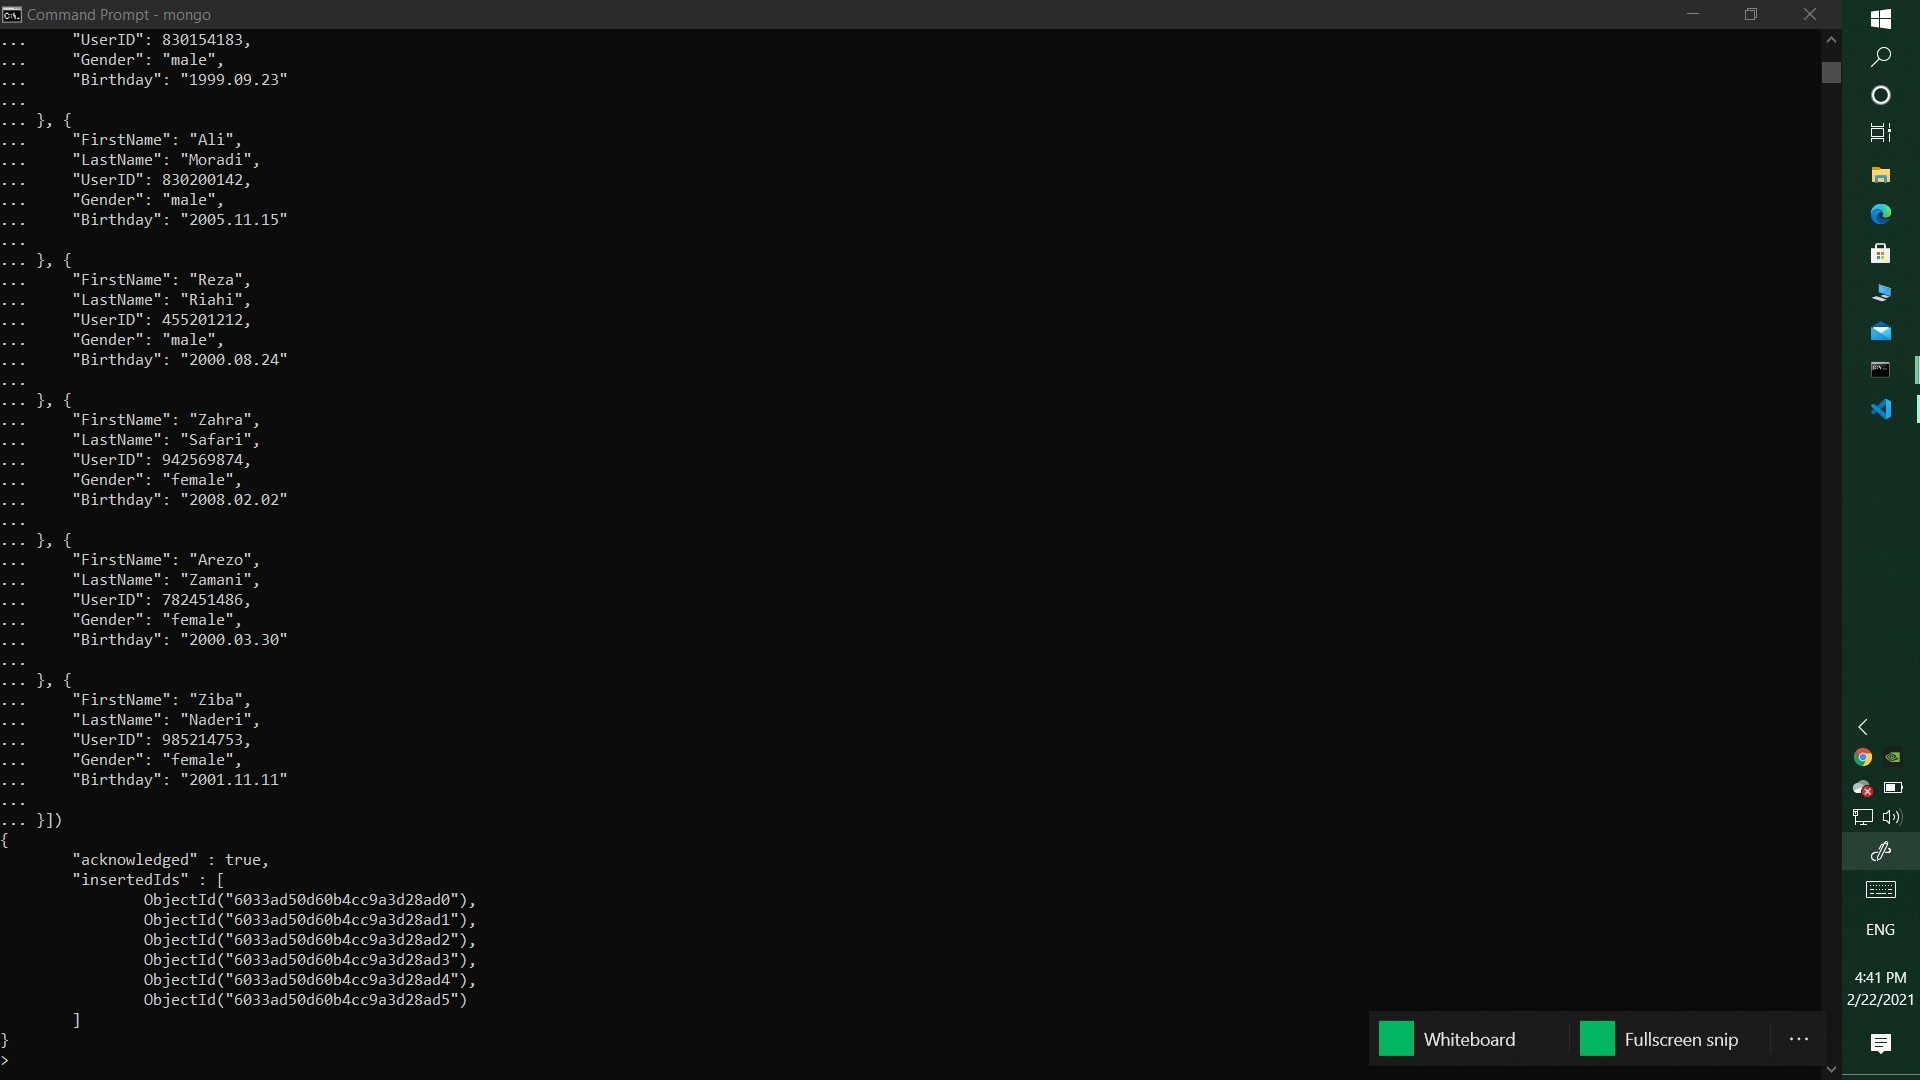 Command Prompt - mongo
...     "UserID": 830154183,
...     "Gender": "male",
...     "Birthday": "1999.09.23"
...
... }, {
...     "FirstName": "Ali",
...     "LastName": "Moradi",
...     "UserID": 830200142,
...     "Gender": "male",
...     "Birthday": "2005.11.15"
...
... }, {
...     "FirstName": "Reza",
...     "LastName": "Riahi",
...     "UserID": 455201212,
...     "Gender": "male",
...     "Birthday": "2000.08.24"
...
... }, {
...     "FirstName": "Zahra",
...     "LastName": "Safari",
...     "UserID": 942569874,
...     "Gender": "female",
...     "Birthday": "2008.02.02"
...
... }, {
...     "FirstName": "Arezo",
...     "LastName": "Zamani",
...     "UserID": 782451486,
...     "Gender": "female",
...     "Birthday": "2000.03.30"
...
... }, {
...     "FirstName": "Ziba",
...     "LastName": "Naderi",
...     "UserID": 985214753,
...     "Gender": "female",
...     "Birthday": "2001.11.11"
...
... }])
{
        "acknowledged" : true,
        "insertedIds" : [
                ObjectId("6033ad50d60b4cc9a3d28ad0"),
                ObjectId("6033ad50d60b4cc9a3d28ad1"),
                ObjectId("6033ad50d60b4cc9a3d28ad2"),
                ObjectId("6033ad50d60b4cc9a3d28ad3"),
                ObjectId("6033ad50d60b4cc9a3d28ad4"),
                ObjectId("6033ad50d60b4cc9a3d28ad5")
        ]
}
>
Whiteboard
Fullscreen snip
...
ENG
4:41 PM
2/22/2021